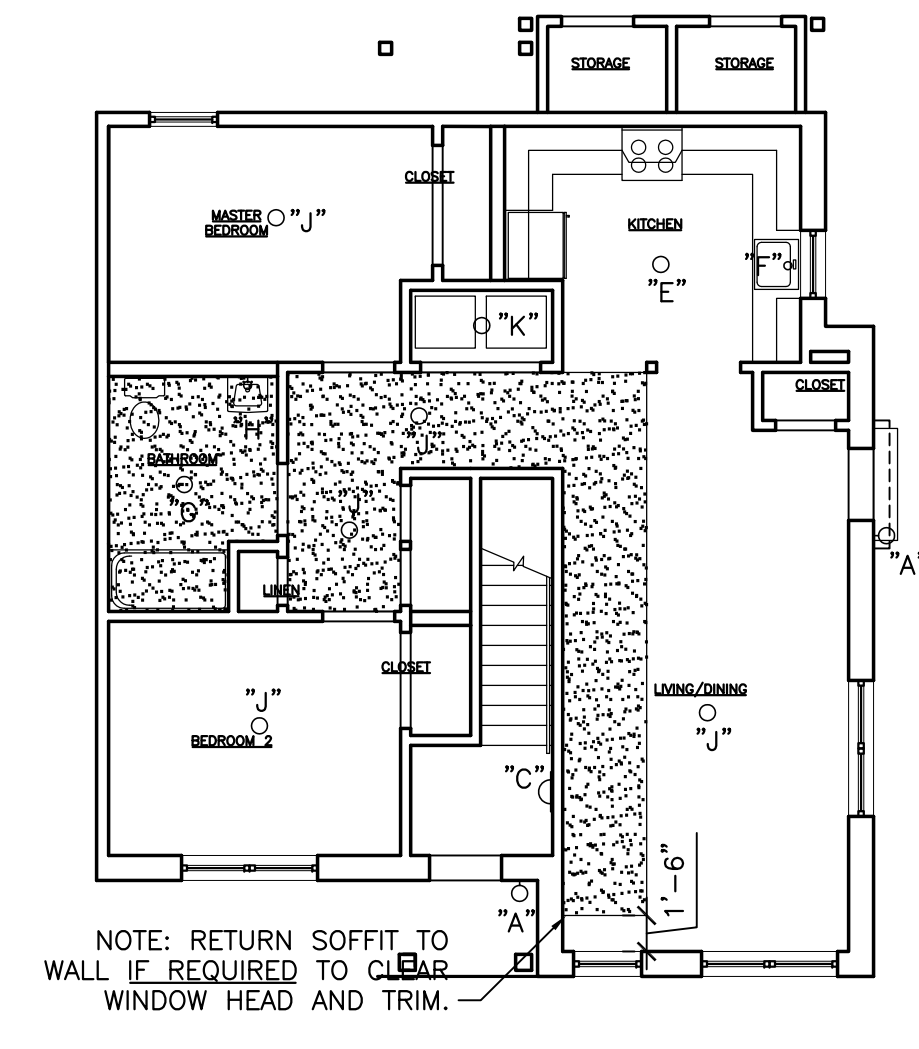 STORAGE
STORAGE
CLOSET
MASTER
BEDROOM
"J"
KITCHEN
"E"
"F"
"K"
CLOSET
"J"
"H"
BATHROOM
"G"
"J"
"A"
LINEN
CLOSET
"J"
BEDROOM 2
LIVING/DINING
"J"
"C"
1'-6"
"A"
NOTE: RETURN SOFFIT TO
WALL IF REQUIRED TO CLEAR
WINDOW HEAD AND TRIM.